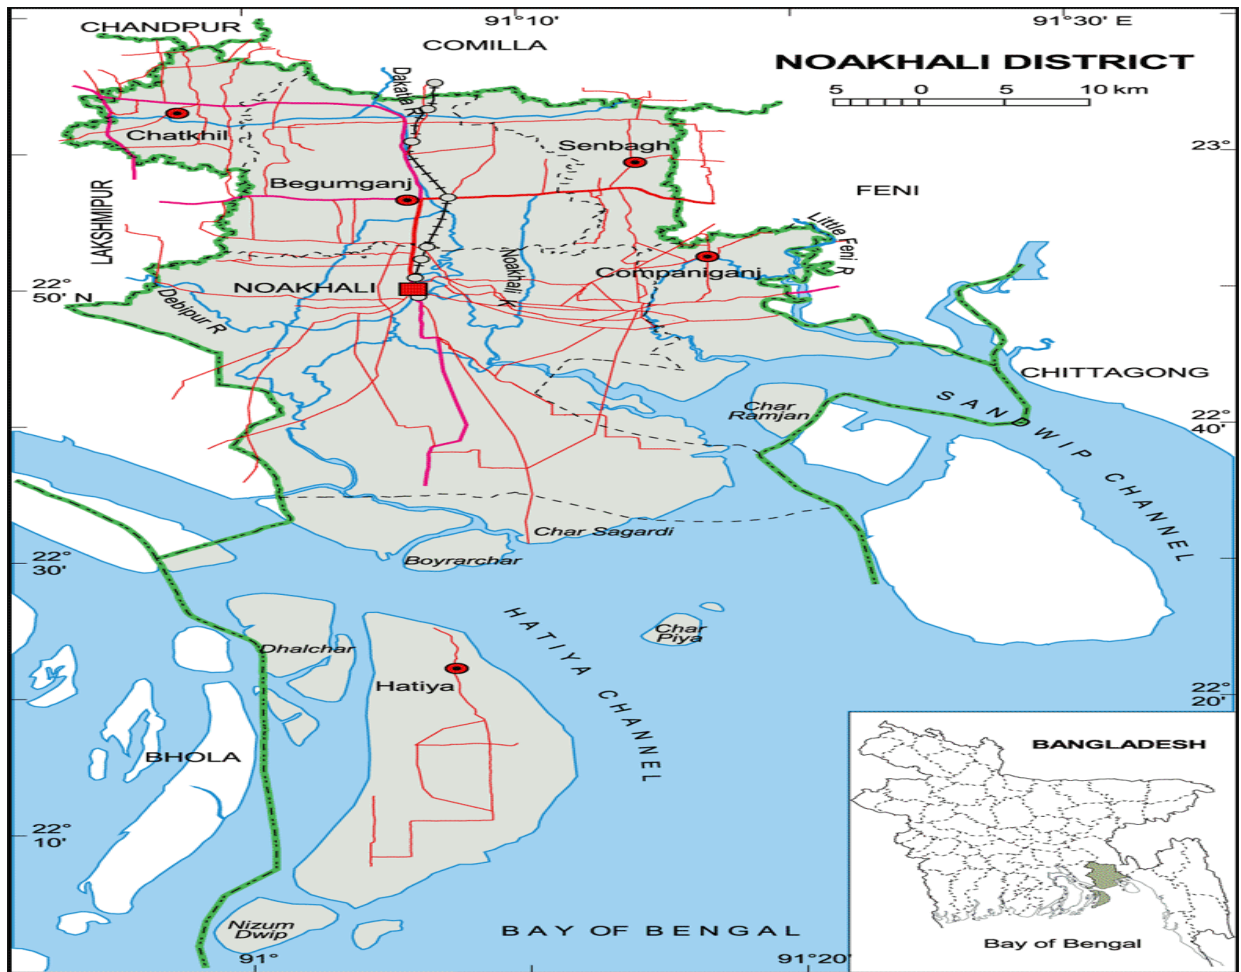 CHANDPUR
91°10'
91°30' E
COMILLA
NOAKHALI DISTRICT
5 0 5 10 km
Dakatia R
Chatkhil
Senbagh
23°
Begumganj
FENI
LAKSHMIPUR
Little Feni R
Noakhali K
Companiganj
22°
50' N
NOAKHALI
Debipur R
CHITTAGONG
SANDWIP CHANNEL
Char
Ramjan
22°
40'
Char Sagardi
22°
30'
Boyrarchar
HATIYA CHANNEL
Char
Piya
Dhalchar
Hatiya
22°
20'
BHOLA
BANGLADESH
22°
10'
Nizum
Dwip
BAY OF BENGAL
Bay of Bengal
91°
91°20'